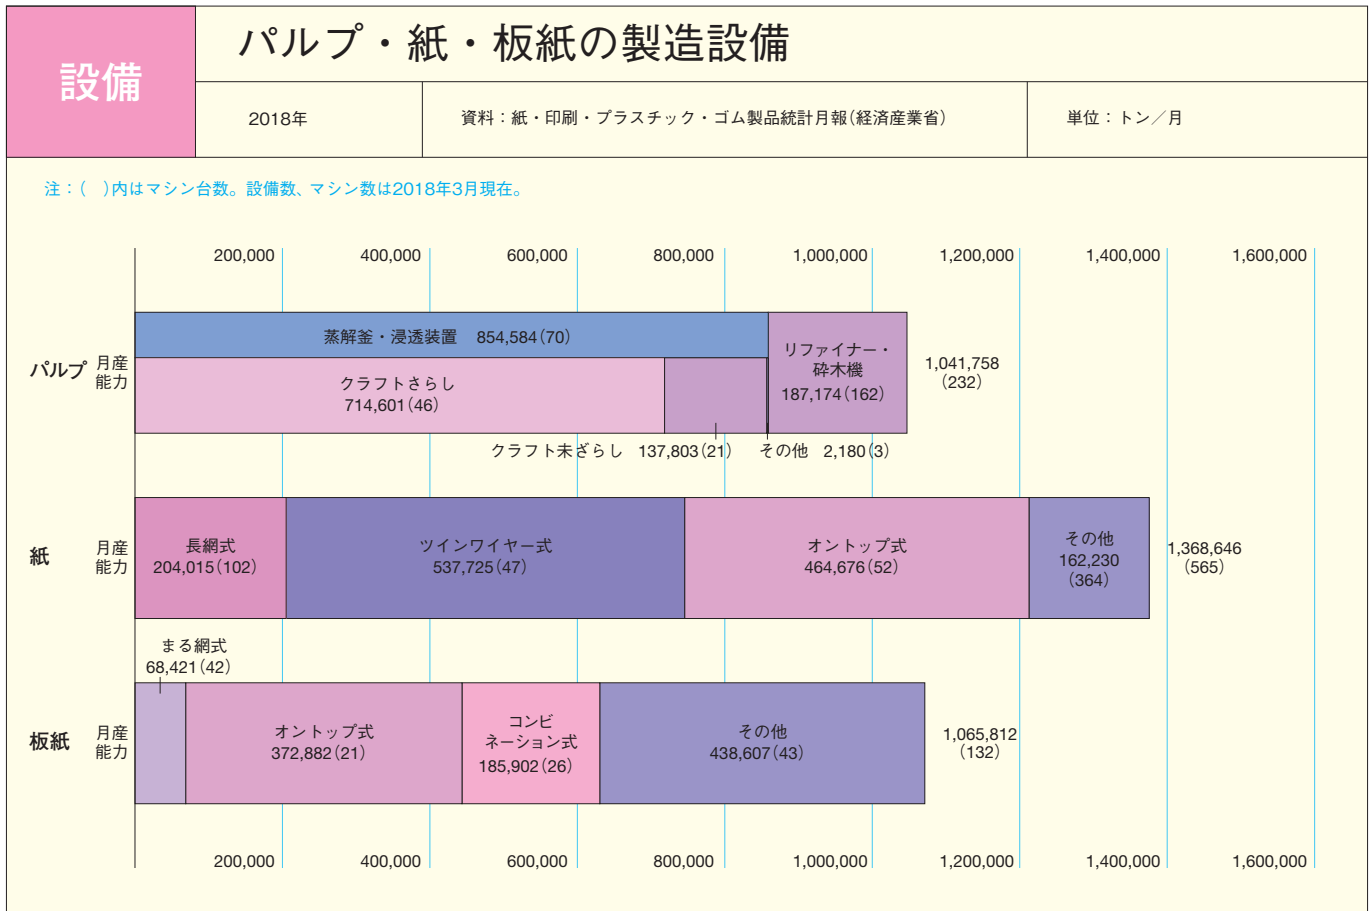 設備
パルプ・紙・板紙の製造設備
2018年
資料：紙・印刷・プラスチック・ゴム製品統計月報(経済産業省)
単位：トン／月
注：(　)内はマシン台数。設備数、マシン数は2018年3月現在。
200,000
400,000
600,000
800,000
1,000,000
1,200,000
1,400,000
1,600,000
パルプ
月産
能力
蒸解釜・浸透装置 854,584(70)
クラフトさらし
714,601(46)
リファイナー・
砕木機
187,174(162)
1,041,758
(232)
クラフト未ざらし 137,803(21)
その他 2,180(3)
紙
月産
能力
長網式
204,015(102)
ツインワイヤー式
537,725(47)
オントップ式
464,676(52)
その他
162,230
(364)
1,368,646
(565)
まる網式
68,421(42)
板紙
月産
能力
オントップ式
372,882(21)
コンビ
ネーション式
185,902(26)
その他
438,607(43)
1,065,812
(132)
200,000
400,000
600,000
800,000
1,000,000
1,200,000
1,400,000
1,600,000